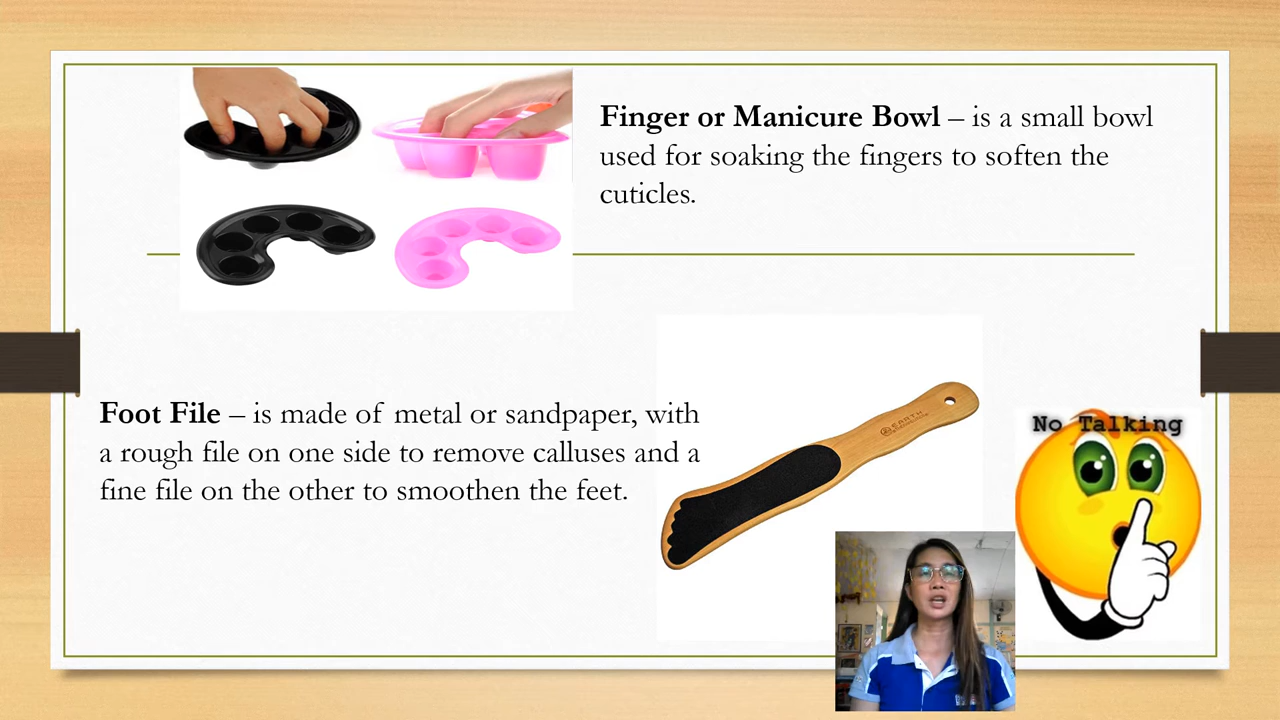 Finger or Manicure Bowl – is a small bowl
used for soaking the fingers to soften the
cuticles.
Foot File – is made of metal or sandpaper, with
a rough file on one side to remove calluses and a
fine file on the other to smoothen the feet.
EARTH
No Talking